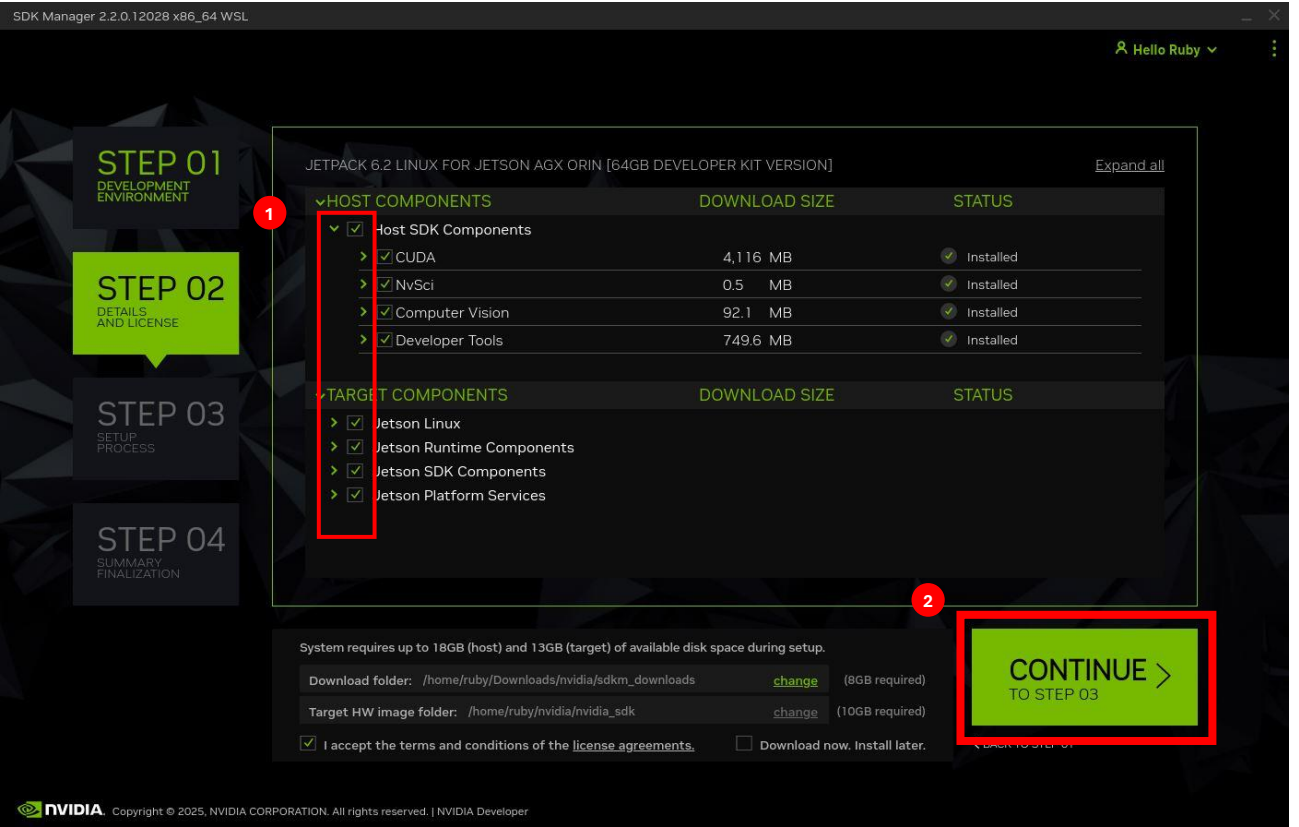 SDK Manager 2.2.0.12028 x86_64 WSL
Hello Ruby
STEP 01
DEVELOPMENT
ENVIRONMENT
STEP 02
DETAILS
AND LICENSE
STEP 03
SETUP
PROCESS
STEP 04
SUMMARY
FINALIZATION
JETPACK 6.2 LINUX FOR JETSON AGX ORIN [64GB DEVELOPER KIT VERSION] Expand all
1
HOST COMPONENTS DOWNLOAD SIZE STATUS
Host SDK Components
CUDA 4,116 MB Installed
NvSci 0.5 MB Installed
Computer Vision 92.1 MB Installed
Developer Tools 749.6 MB Installed
TARGET COMPONENTS DOWNLOAD SIZE STATUS
Jetson Linux
Jetson Runtime Components
Jetson SDK Components
Jetson Platform Services
2
System requires up to 18GB (host) and 13GB (target) of available disk space during setup.
Download folder: /home/ruby/Downloads/nvidia/sdkm_downloads change (8GB required)
Target HW image folder: /home/ruby/nvidia/nvidia_sdk change (10GB required)
I accept the terms and conditions of the license agreements. Download now. Install later.
CONTINUE
TO STEP 03
BACK TO STEP 01
NVIDIA. Copyright © 2025, NVIDIA CORPORATION. All rights reserved. | NVIDIA Developer